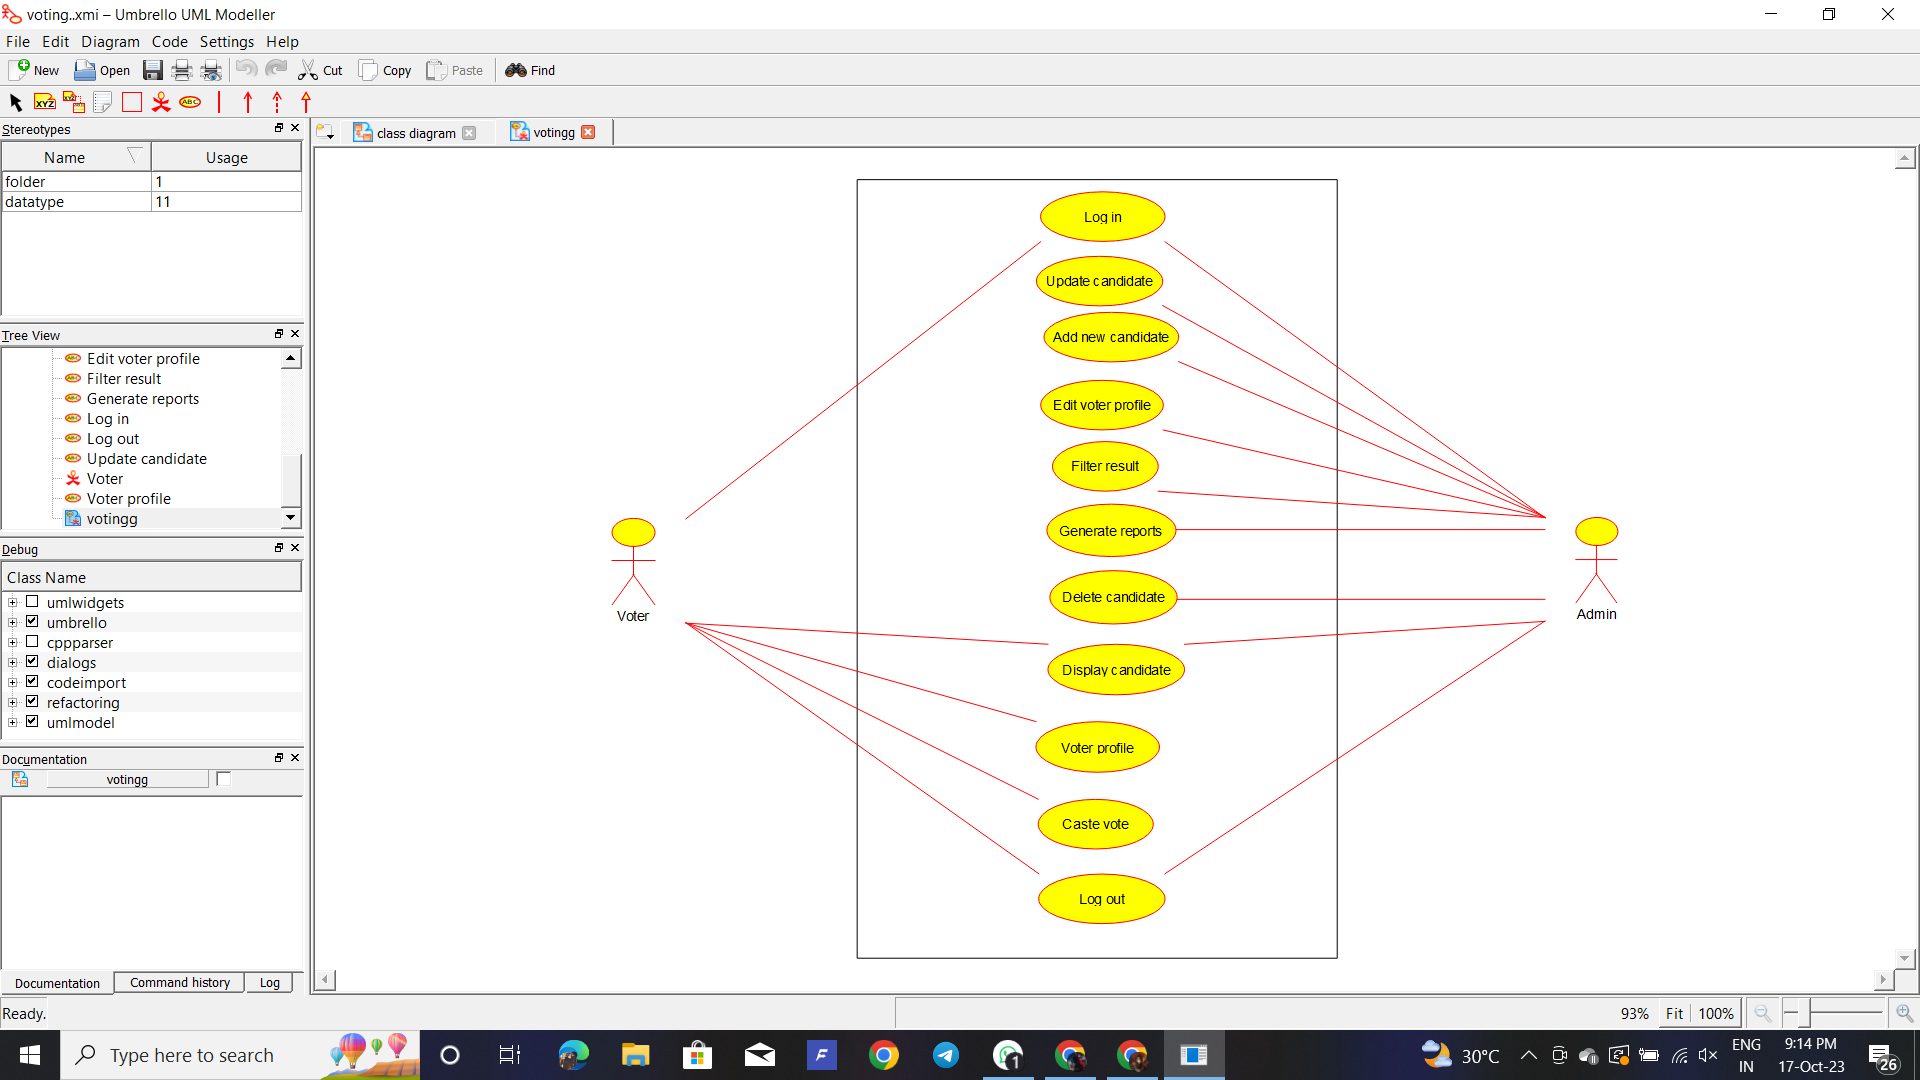 voting..xmi – Umbrello UML Modeller
File Edit Diagram Code Settings Help
New Open Cut Copy Paste Find
XYZ XYZ ABC
Stereotypes
Name Usage
folder 1
datatype 11
Tree View
Edit voter profile
Filter result
Generate reports
Log in
Log out
Update candidate
Voter
Voter profile
votingg
Debug
Class Name
umlwidgets
umbrello
cppparser
dialogs
codeimport
refactoring
umlmodel
Documentation
votingg
Documentation Command history Log
class diagram votingg
Log in
Update candidate
Add new candidate
Edit voter profile
Filter result
Generate reports
Delete candidate
Display candidate
Voter profile
Caste vote
Log out
Voter
Admin
Ready.
93% Fit 100%
Type here to search
F
1
30°C
ENG
IN
9:14 PM
17-Oct-23
26